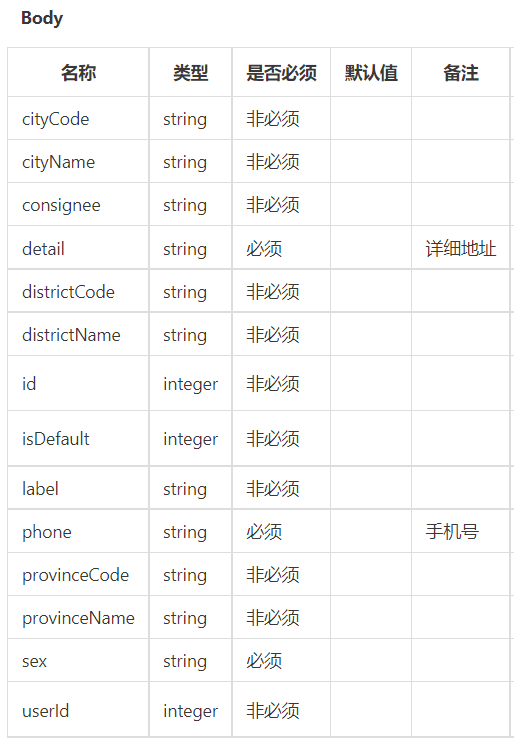 Body
名称 类型 是否必须 默认值 备注
cityCode string 非必须
cityName string 非必须
consignee string 非必须
detail string 必须 详细地址
districtCode string 非必须
districtName string 非必须
id integer 非必须
isDefault integer 非必须
label string 非必须
phone string 必须 手机号
provinceCode string 非必须
provinceName string 非必须
sex string 必须
userId integer 非必须